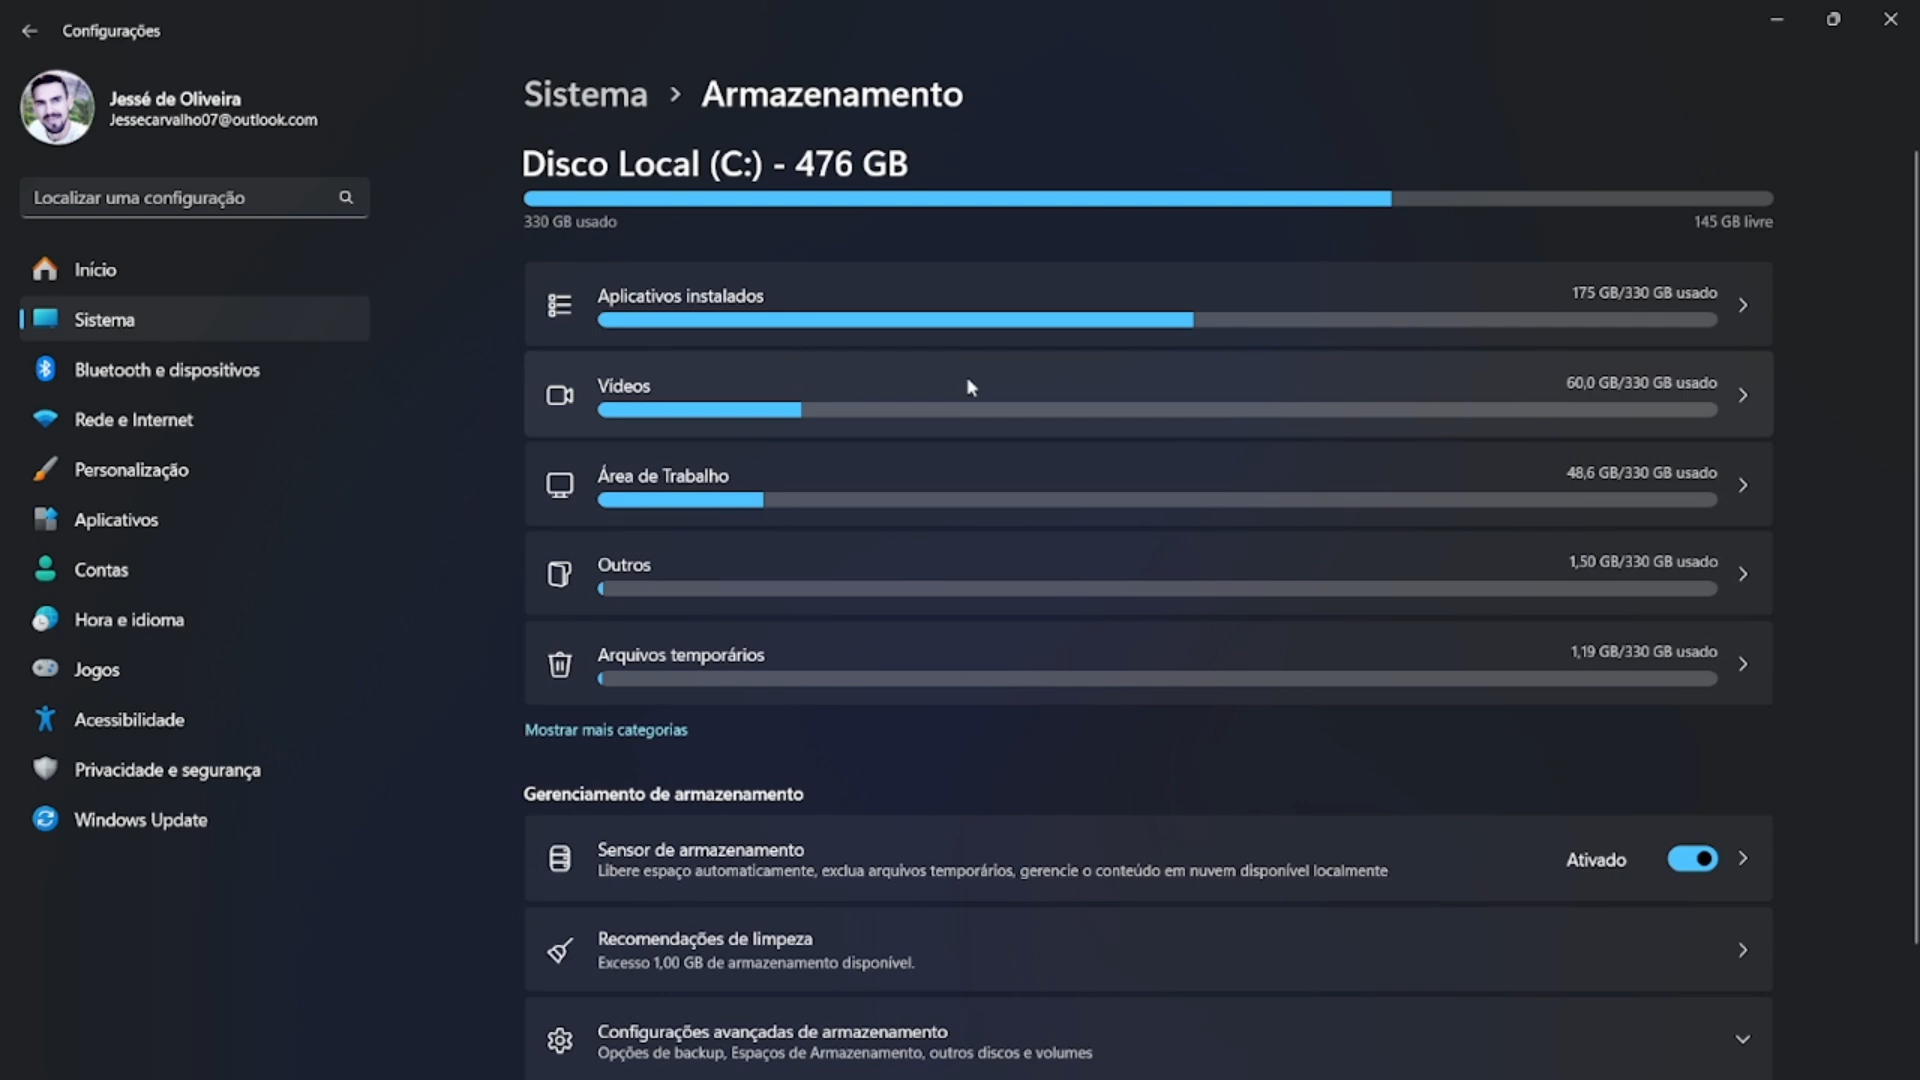 Configurações
Jessé de Oliveira
Jessecarvalho07@outlook.com
Localizar uma configuração
Início
Sistema
Bluetooth e dispositivos
Rede e Internet
Personalização
Aplicativos
Contas
Hora e idioma
Jogos
Acessibilidade
Privacidade e segurança
Windows Update
Sistema > Armazenamento
Disco Local (C:) - 476 GB
330 GB usado
145 GB livre
Aplicativos instalados
175 GB/330 GB usado
Vídeos
60,0 GB/330 GB usado
Área de Trabalho
48,6 GB/330 GB usado
Outros
1,50 GB/330 GB usado
Arquivos temporários
1,19 GB/330 GB usado
Mostrar mais categorias
Gerenciamento de armazenamento
Sensor de armazenamento
Libere espaço automaticamente, exclua arquivos temporários, gerencie o conteúdo em nuvem disponível localmente
Ativado
Recomendações de limpeza
Excesso 1,00 GB de armazenamento disponível.
Configurações avançadas de armazenamento
Opções de backup, Espaços de Armazenamento, outros discos e volumes